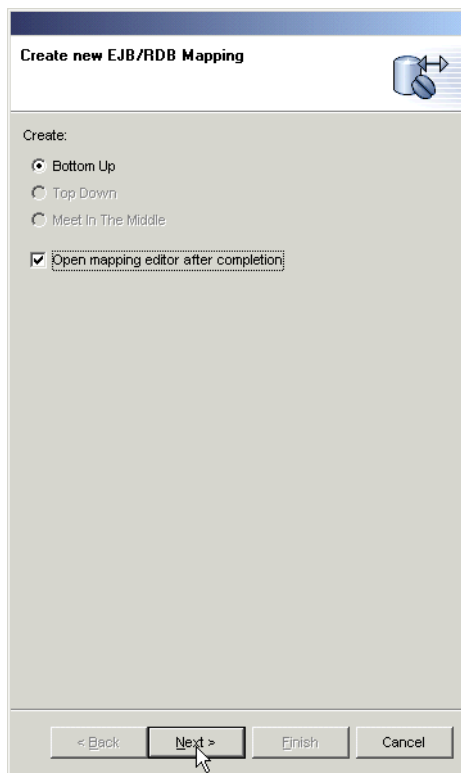 Create new EJB/RDB Mapping
Create:
Bottom Up
Top Down
Meet In The Middle
Open mapping editor after completion
< Back
Next >
Finish
Cancel